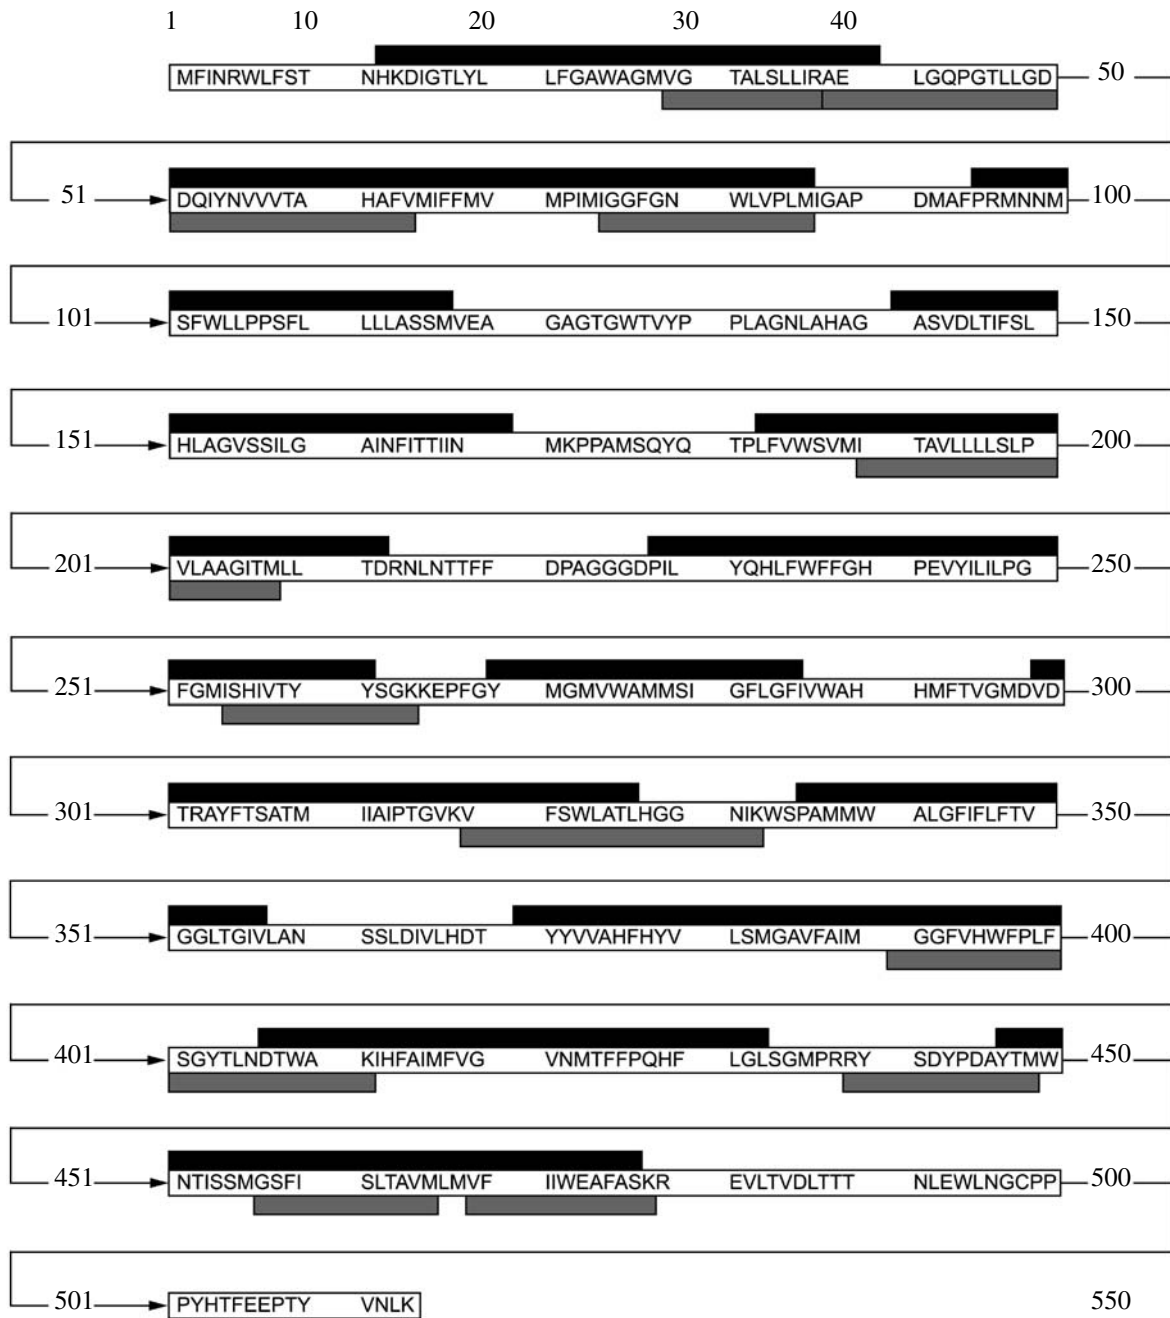 1 10 20 30 40
MFINRWLFST NHKDIGTLYL LFGAWAGMVG TALSLLIRAE LGQPGTLLGD 50
51 DQIYNVVVTA HAFVMIFFMV MPIMIGGFGN WLVPLMIGAP DMAFPRMNNM 100
101 SFWLLPPSFL LLLASSMVEA GAGTGWTVYP PLAGNLAHAG ASVDLTIFSL 150
151 HLAGVSSILG AINFITTIIN MKPPAMSQYQ TPLFVWSVMI TAVLLLLSLP 200
201 VLAAGITMLL TDRNLNTTFF DPAGGGDPIL YQHLFWFFGH PEVYILILPG 250
251 FGMISHIVTY YSGKKEPFGY MGMVWAMMSI GFLGFIVWAH HMFTVGMDVD 300
301 TRAYFTSATM IIAIPTGVKV FSWLATLHGG NIKWSPAMMW ALGFIFLFTV 350
351 GGLTGIVLAN SSLDIVLHDT YYVVAHFHYV LSMGAVFAIM GGFVHWFPLF 400
401 SGYTLNDTWA KIHFAIMFVG VNMTFFPQHF LGLSGMPRRY SDYPDAYTMW 450
451 NTISSMGSFI SLTAVMLMVF IIWEAFASKR EVLTVDLTTT NLEWLNGCPP 500
501 PYHTFEEPTY VNLK 550